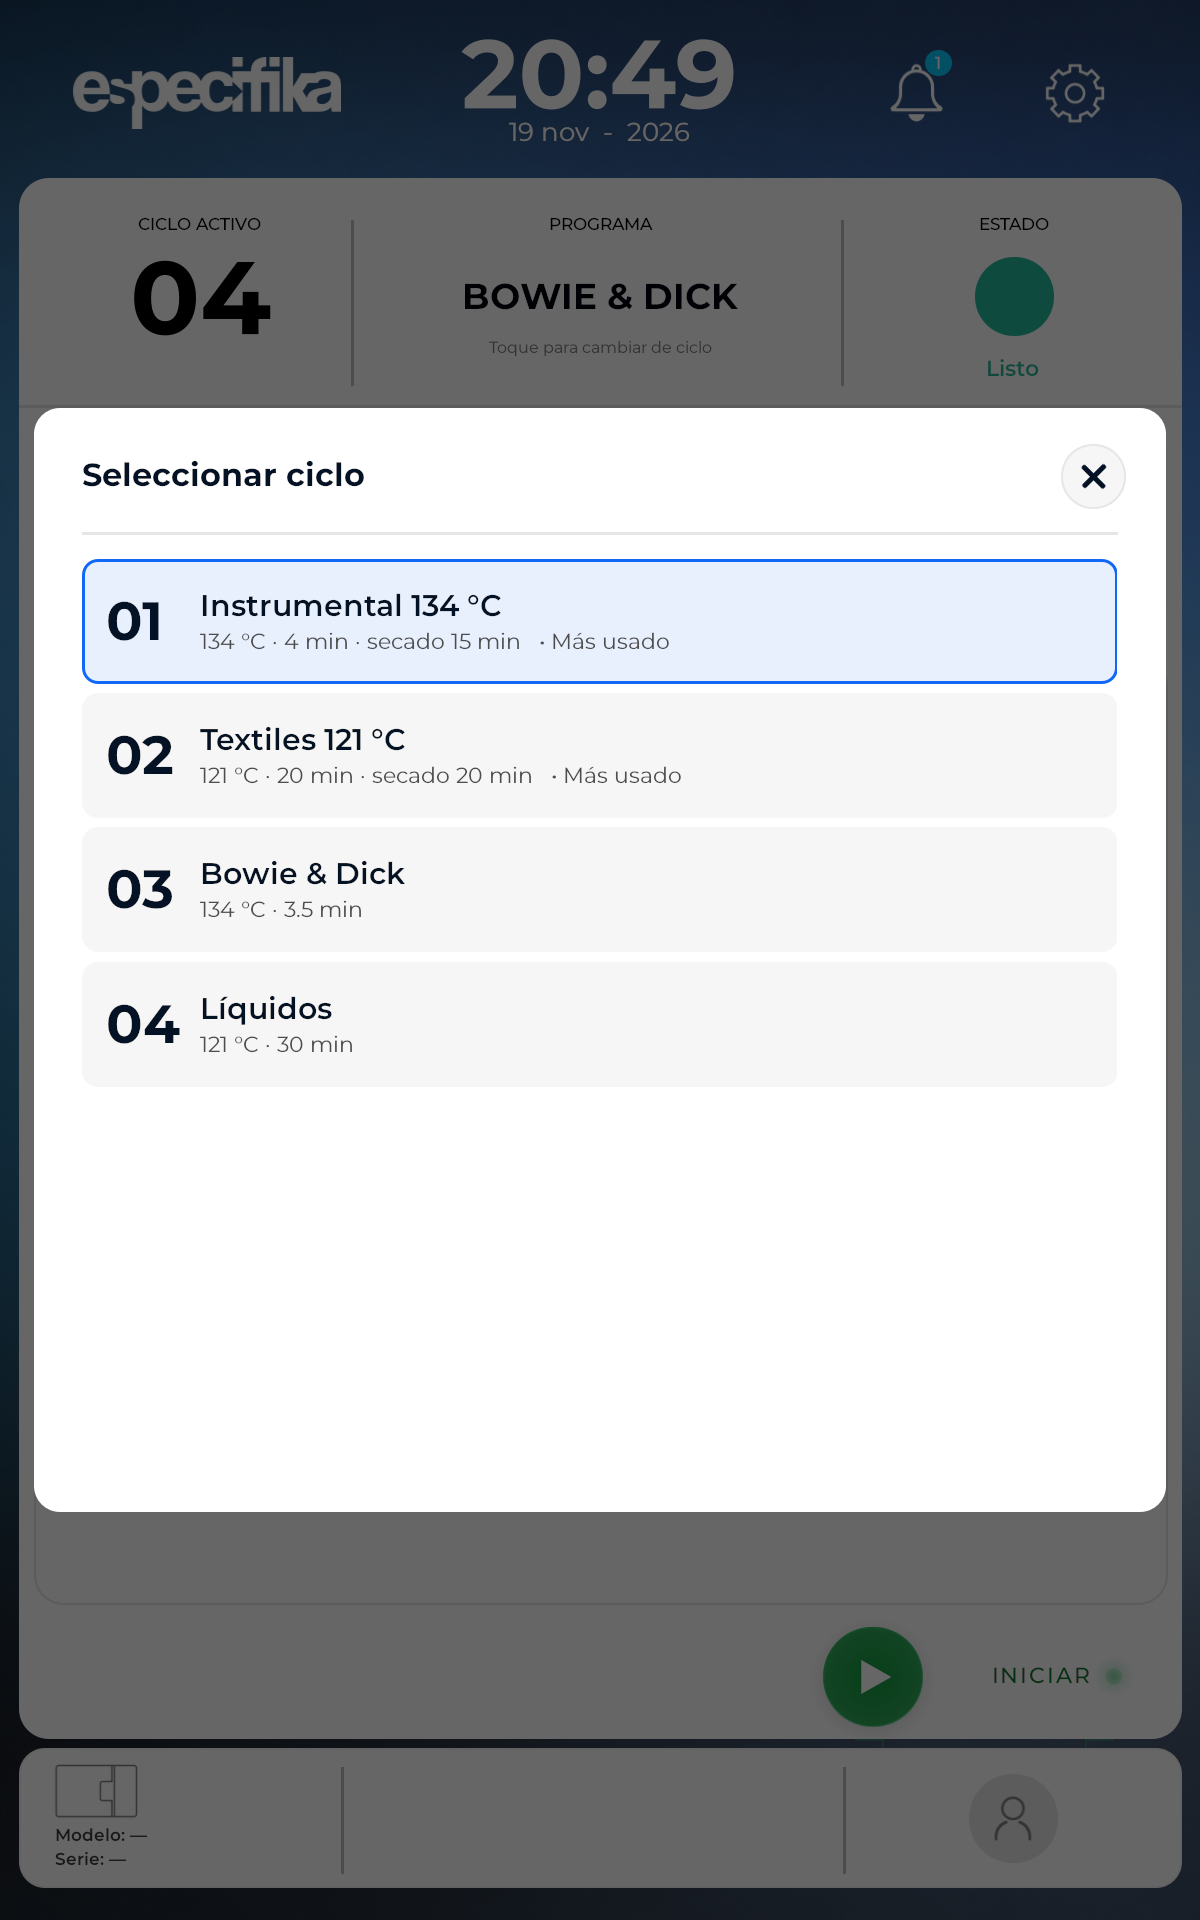 especifika
20:49
19 nov - 2026
1
CICLO ACTIVO
04
PROGRAMA
BOWIE & DICK
Toque para cambiar de ciclo
ESTADO
Listo
Seleccionar ciclo
01
Instrumental 134 °C
134 °C · 4 min · secado 15 min • Más usado
02
Textiles 121 °C
121 °C · 20 min · secado 20 min • Más usado
03
Bowie & Dick
134 °C · 3.5 min
04
Líquidos
121 °C · 30 min
INICIAR
Modelo: —
Serie: —